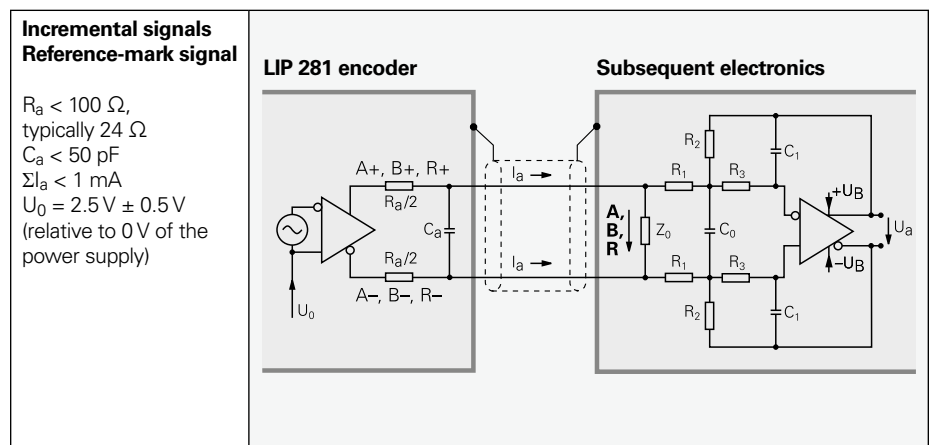 Incremental signals
Reference-mark signal
Ra < 100 Ω,
typically 24 Ω
Ca < 50 pF
ΣIa < 1 mA
U0 = 2.5 V ± 0.5 V
(relative to 0 V of the
power supply)
LIP 281 encoder
Subsequent electronics
A+, B+, R+
Ra/2
Ca
Ra/2
A–, B–, R–
U0
Ia
Ia
A,
B,
R
Z0
R1
R2
R3
C1
C0
R1
R3
R2
C1
+UB
Ua
–UB